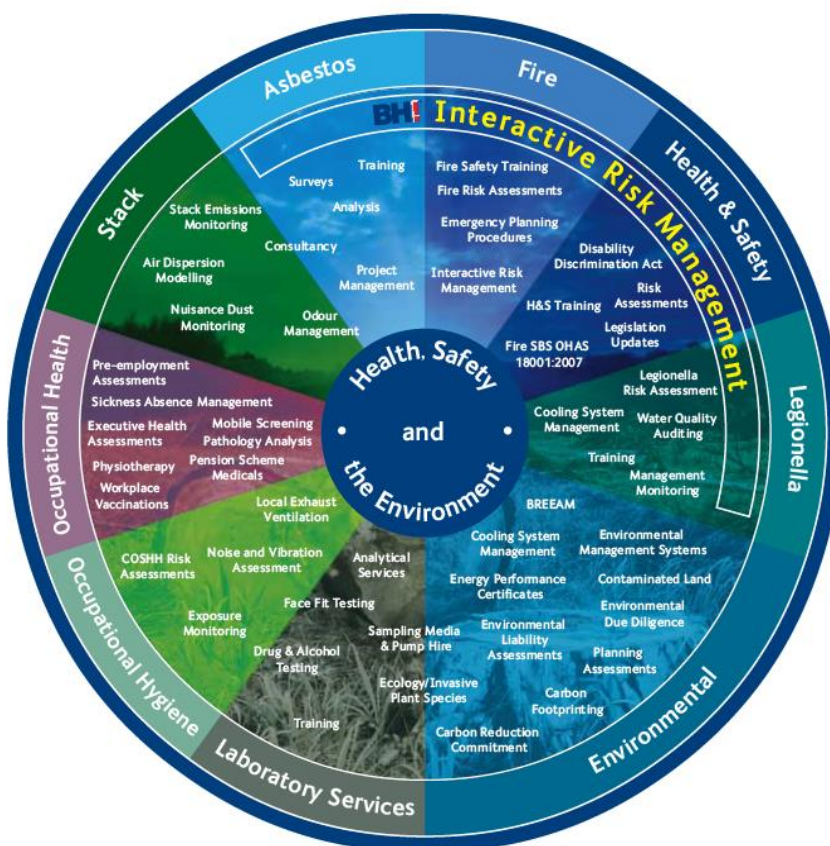 Asbestos
Fire
Health & Safety
Legionella
Environmental
Laboratory Services
Occupational Hygiene
Occupational Health
Stack
BHI Interactive Risk Management
Health, Safety
and
the Environment
Training
Surveys
Analysis
Consultancy
Project
Management
Fire Safety Training
Fire Risk Assessments
Emergency Planning
Procedures
Interactive Risk
Management
Disability
Discrimination Act
Risk
Assessments
H&S Training
Legislation
Updates
Fire SBS OHAS
18001:2007
Legionella
Risk Assessment
Cooling System
Management
Water Quality
Auditing
Training
Management
Monitoring
BREEAM
Cooling System
Management
Environmental
Management Systems
Energy Performance
Certificates
Contaminated Land
Environmental
Due Diligence
Environmental
Liability
Assessments
Planning
Assessments
Carbon
Footprinting
Carbon Reduction
Commitment
Analytical
Services
Face Fit Testing
Sampling Media
& Pump Hire
Drug & Alcohol
Testing
Ecology/Invasive
Plant Species
Training
Local Exhaust
Ventilation
COSHH Risk
Assessments
Noise and Vibration
Assessment
Exposure
Monitoring
Pre-employment
Assessments
Sickness Absence Management
Executive Health
Assessments
Mobile Screening
Pathology Analysis
Physiotherapy
Pension Scheme
Medicals
Workplace
Vaccinations
Stack Emissions
Monitoring
Air Dispersion
Modelling
Nuisance Dust
Monitoring
Odour
Management